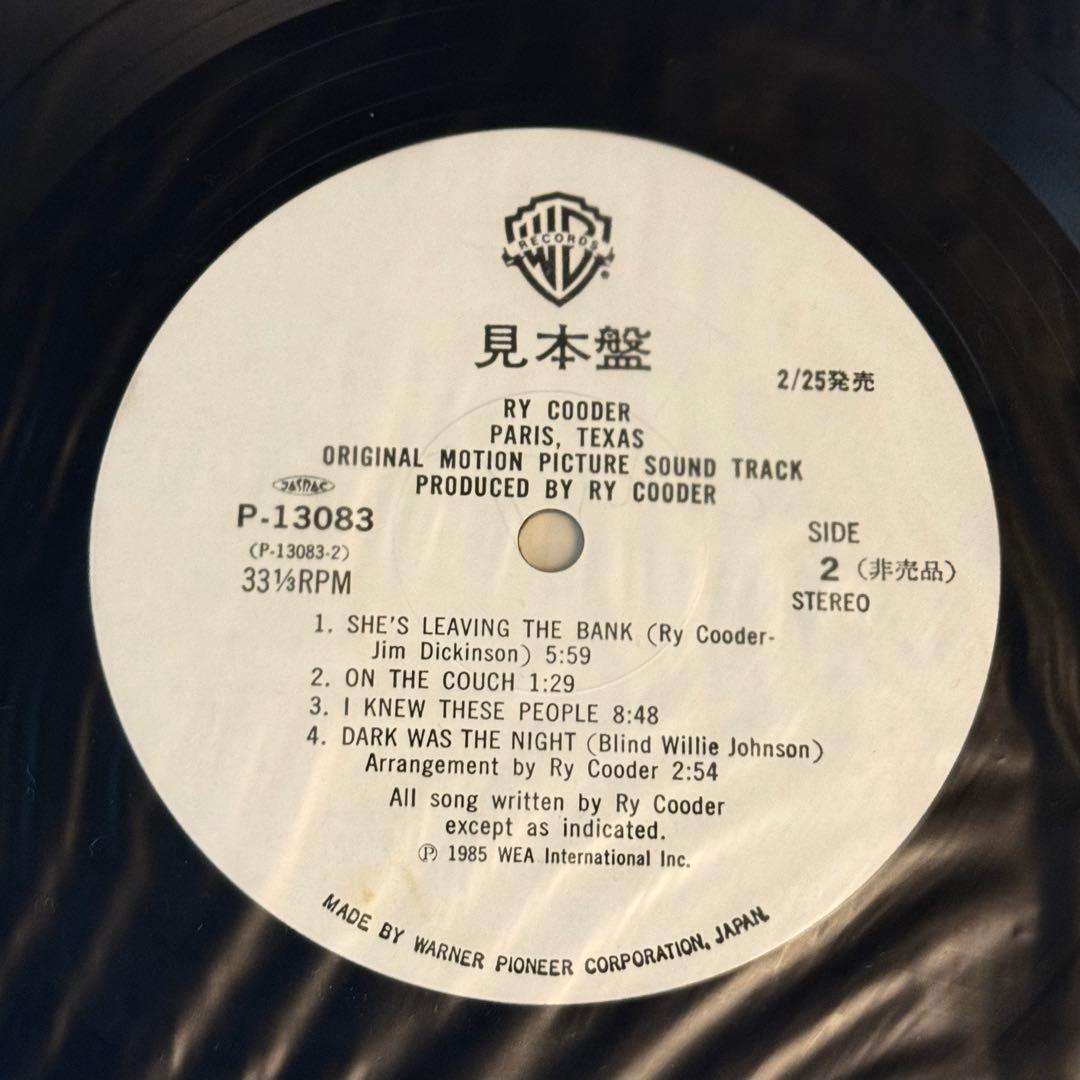 RECORDS
見本盤
2/25発売
RY COODER
PARIS, TEXAS
ORIGINAL MOTION PICTURE SOUND TRACK
PRODUCED BY RY COODER
JASRAC
P-13083
(P-13083-2)
33⅓RPM
SIDE
2 (非売品)
STEREO
1. SHE'S LEAVING THE BANK (Ry Cooder-
Jim Dickinson) 5:59
2. ON THE COUCH 1:29
3. I KNEW THESE PEOPLE 8:48
4. DARK WAS THE NIGHT (Blind Willie Johnson)
Arrangement by Ry Cooder 2:54
All song written by Ry Cooder
except as indicated.
Ⓟ 1985 WEA International Inc.
MADE BY WARNER PIONEER CORPORATION, JAPAN.